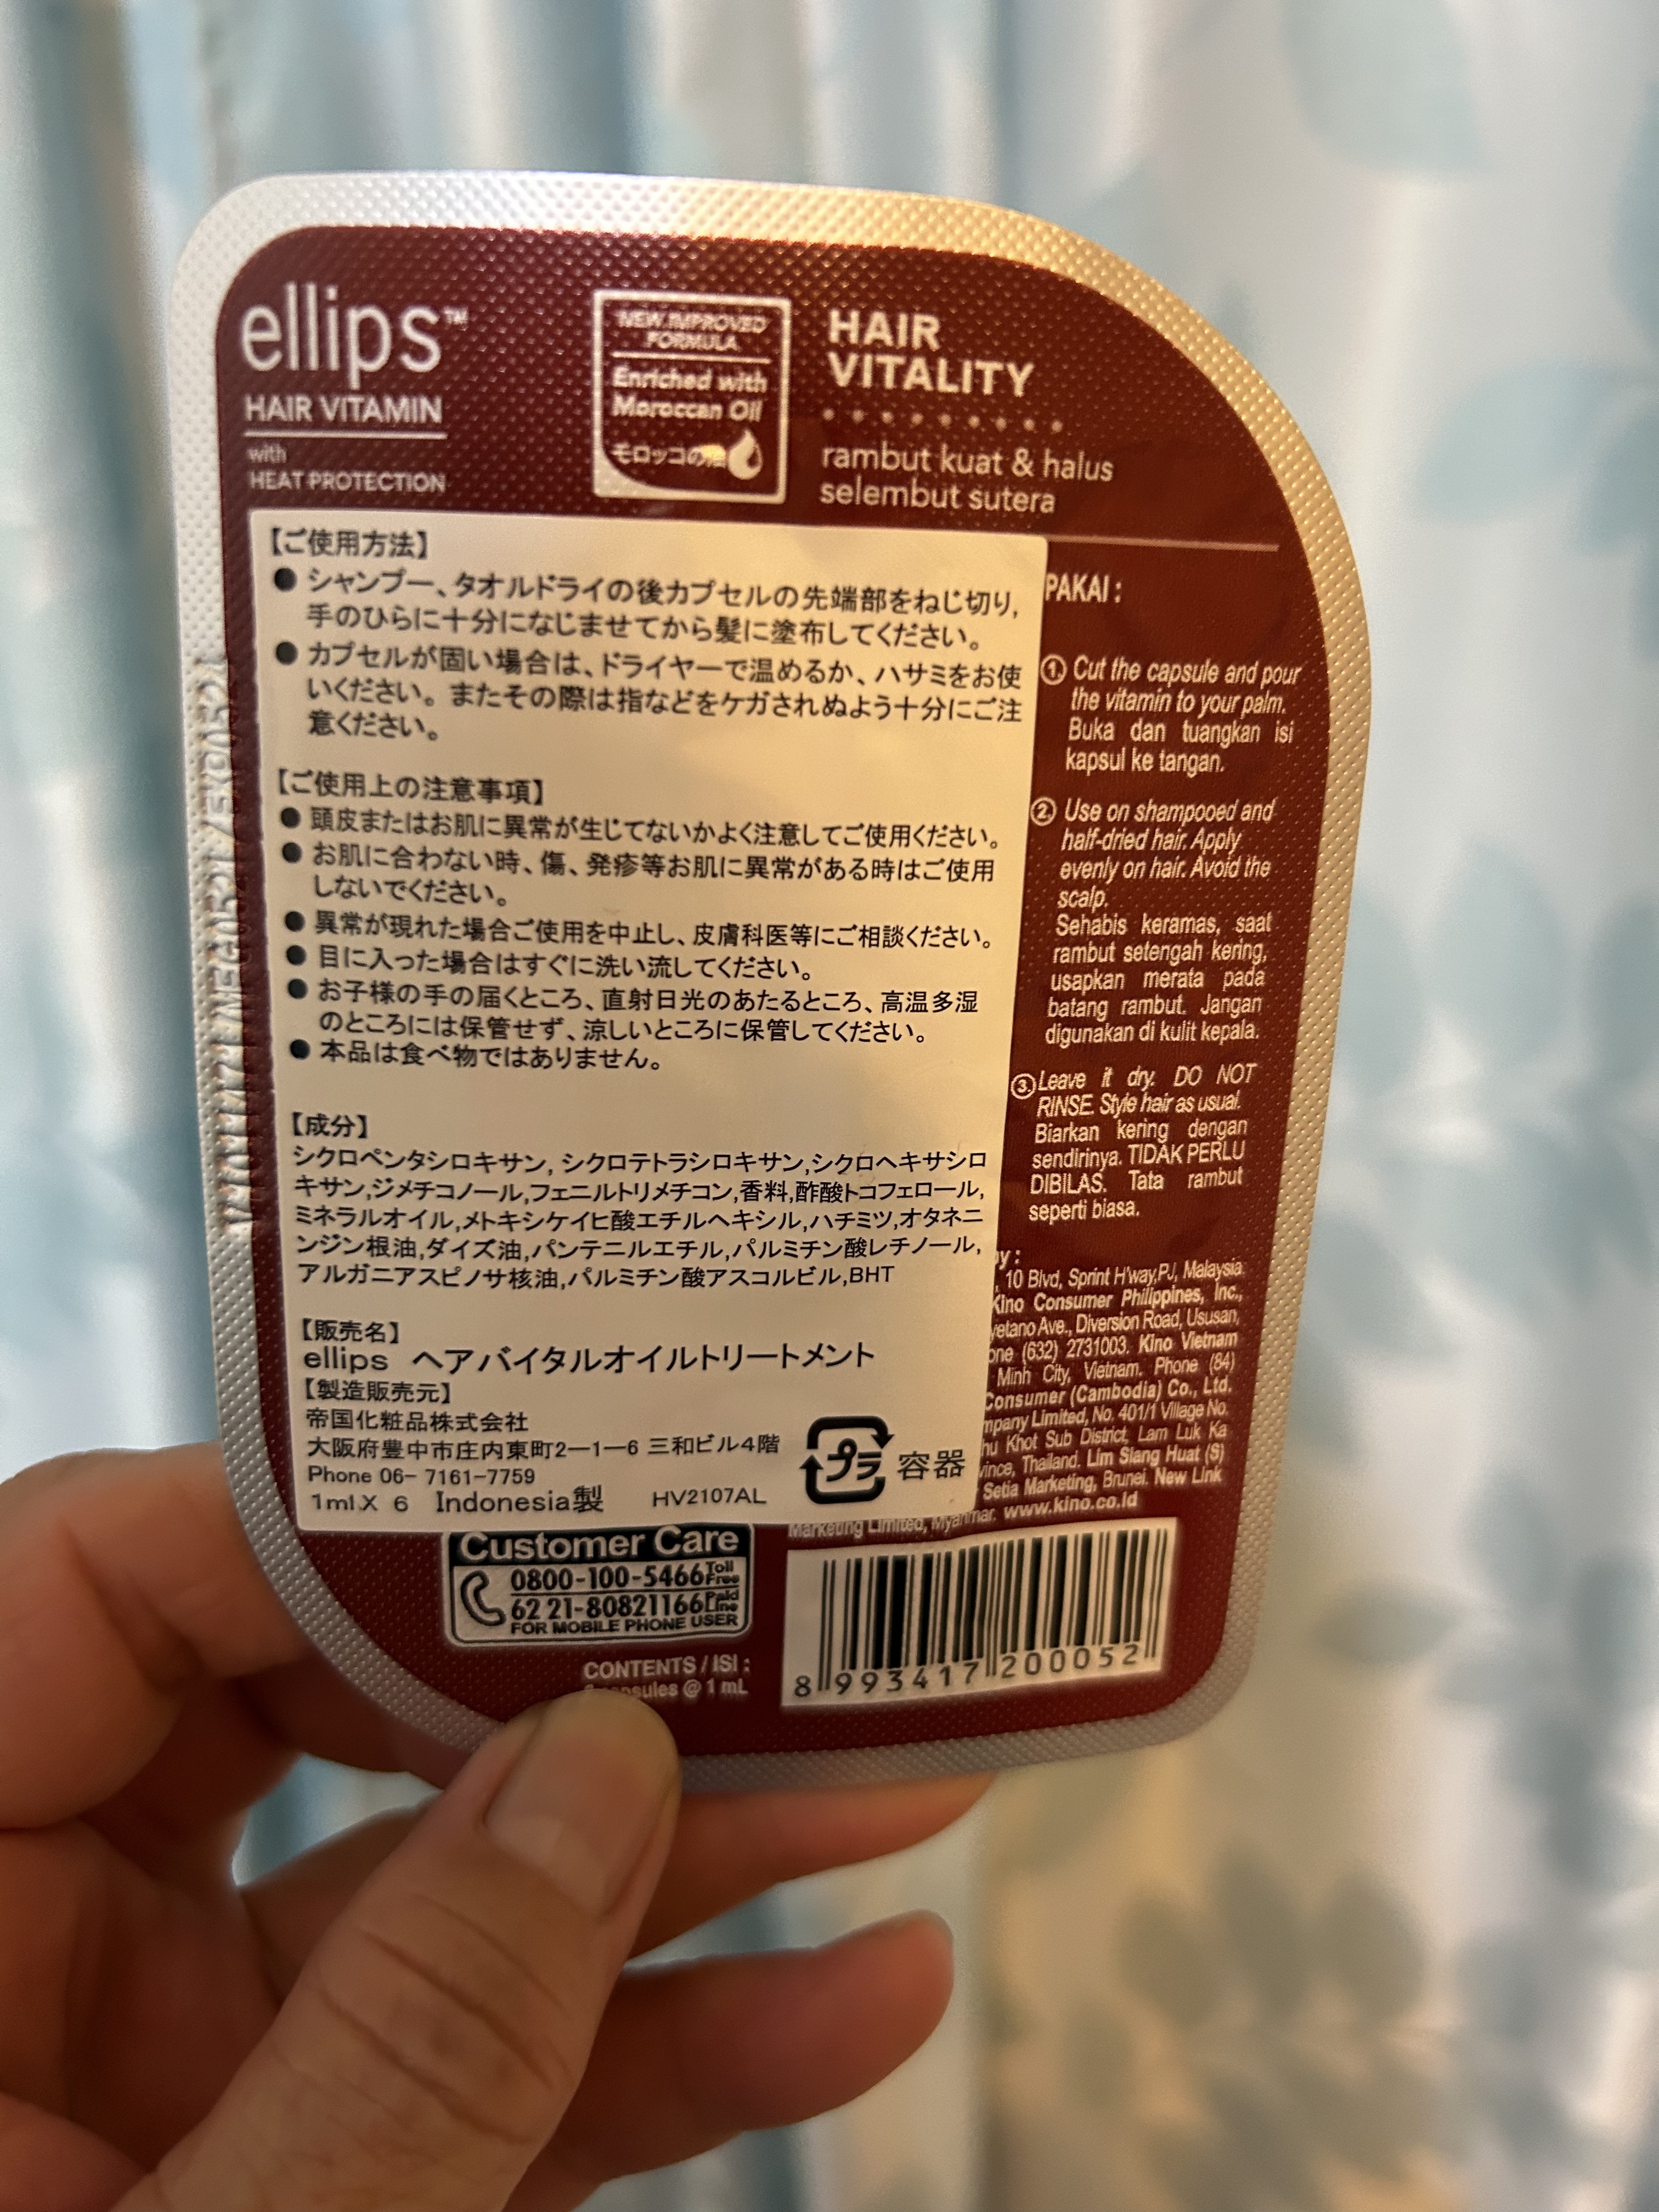 ellips™
HAIR VITAMIN
with
HEAT PROTECTION
NEW IMPROVED
FORMULA
Enriched with
Moroccan Oil
モロッコの
HAIR
VITALITY
rambut kuat & halus
selembut sutera
【ご使用方法】
● シャンプー、タオルドライの後カプセルの先端部をねじ切り,
手のひらに十分になじませてから髪に塗布してください。
● カプセルが固い場合は、ドライヤーで温めるか、ハサミをお使
いください。またその際は指などをケガされぬよう十分にご注
意ください。
【ご使用上の注意事項】
● 頭皮またはお肌に異常が生じてないかよく注意してご使用ください。
● お肌に合わない時、傷、発疹等お肌に異常がある時はご使用
しないでください。
● 異常が現れた場合ご使用を中止し、皮膚科医等にご相談ください。
● 目に入った場合はすぐに洗い流してください。
● お子様の手の届くところ、直射日光のあたるところ、高温多湿
のところには保管せず、涼しいところに保管してください。
● 本品は食べ物ではありません。
【成分】
シクロペンタシロキサン, シクロテトラシロキサン,シクロヘキサシロ
キサン,ジメチコノール,フェニルトリメチコン,香料,酢酸トコフェロール,
ミネラルオイル,メトキシケイヒ酸エチルヘキシル,ハチミツ,オタネニ
ンジン根油,ダイズ油,パンテニルエチル,パルミチン酸レチノール,
アルガニアスピノサ核油,パルミチン酸アスコルビル,BHT
【販売名】
ellips ヘアバイタルオイルトリートメント
【製造販売元】
帝国化粧品株式会社
大阪府豊中市庄内東町2ー1ー6 三和ビル4階
Phone 06- 7161-7759
1ml X 6 Indonesia製 HV2107AL
プラ 容器
PAKAI :
① Cut the capsule and pour
the vitamin to your palm.
Buka dan tuangkan isi
kapsul ke tangan.
② Use on shampooed and
half-dried hair. Apply
evenly on hair. Avoid the
scalp.
Sehabis keramas, saat
rambut setengah kering,
usapkan merata pada
batang rambut. Jangan
digunakan di kulit kepala.
③ Leave it dry. DO NOT
RINSE. Style hair as usual.
Biarkan kering dengan
sendirinya. TIDAK PERLU
DIBILAS. Tata rambut
seperti biasa.
y :
10 Blvd, Sprint H'way,PJ, Malaysia.
Kino Consumer Philippines, Inc.,
Ave., Diversion Road, Ususan,
(632) 2731003. Kino Vietnam
Minh City, Vietnam. Phone (84)
Consumer (Cambodia) Co., Ltd.
Limited, No. 401/1 Village No.
Khot Sub District, Lam Luk Ka
Thailand. Lim Siang Huat (S)
Setia Marketing, Brunei. New Link
Marketing Limited, Myanmar. www.kino.co.id
Customer Care
0800-100-5466 Toll Free
62 21-80821166 Paid Line
FOR MOBILE PHONE USER
CONTENTS / ISI :
@ 1 mL
8 993417 200052